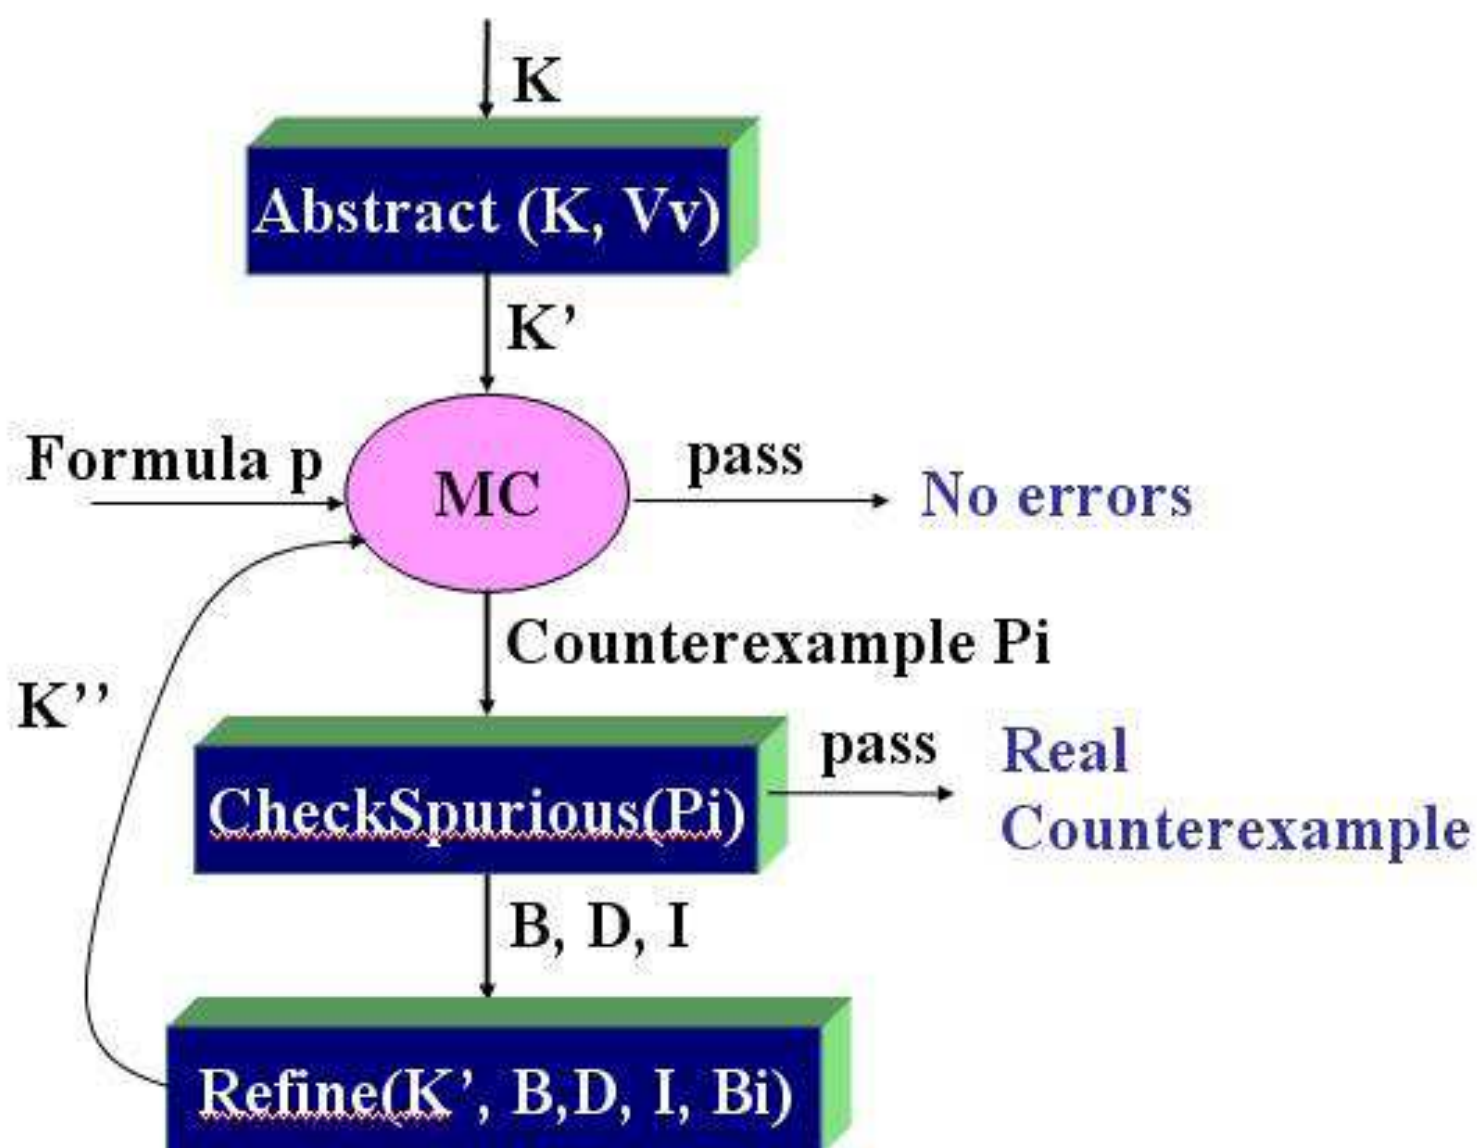 K
Abstract (K, Vv)
K’
Formula p
MC
pass
No errors
Counterexample Pi
K’’
CheckSpurious(Pi)
pass
Real
Counterexample
B, D, I
Refine(K’, B,D, I, Bi)